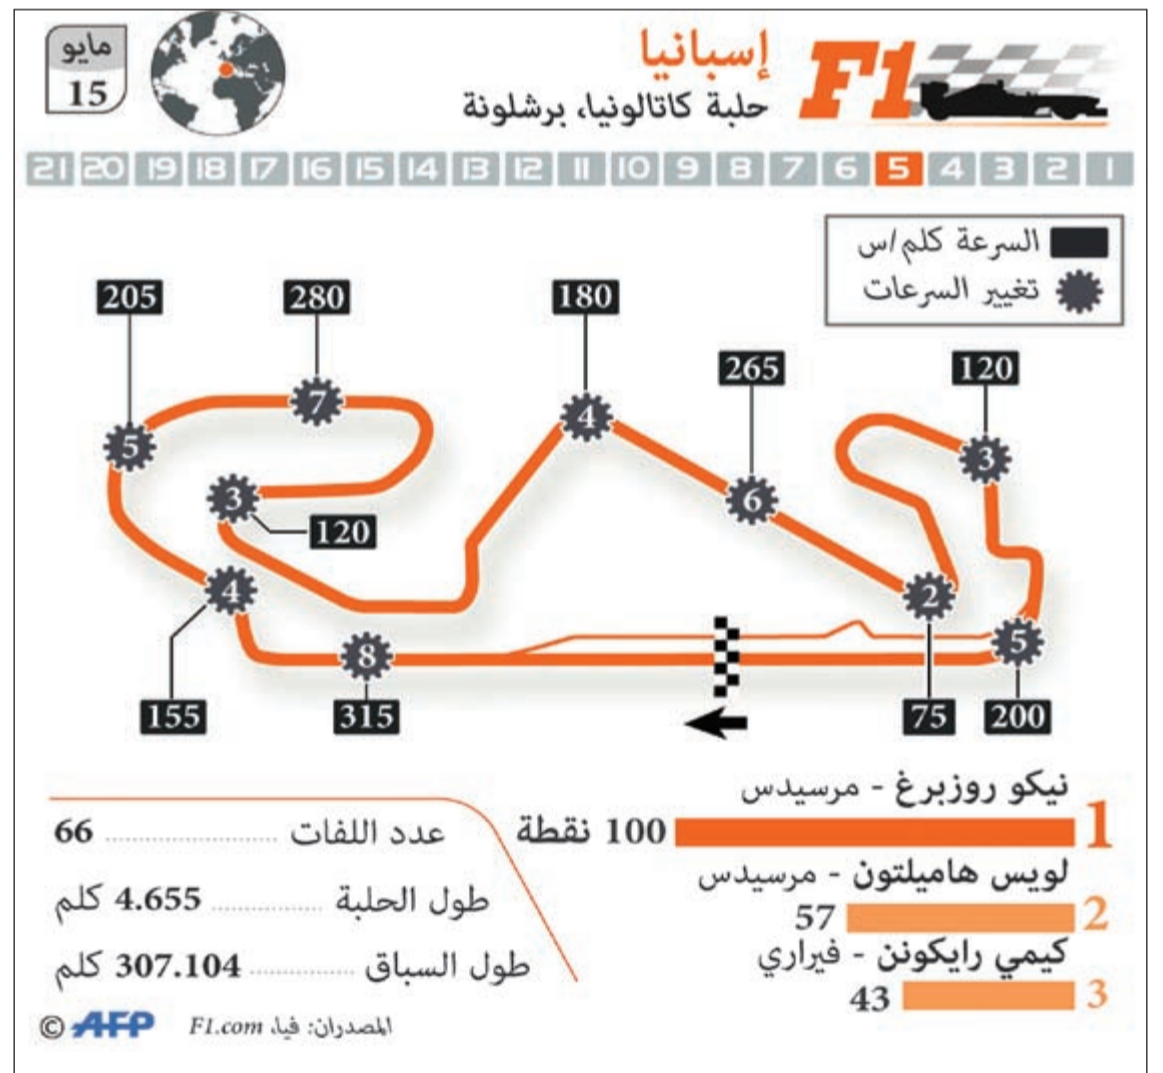 F1
إسبانيا
حلبة كاتالونيا، برشلونة
مايو
15
1 2 3 4 5 6 7 8 9 10 11 12 13 14 15 16 17 18 19 20 21
السرعة كلم/س
تغيير السرعات
205
280
180
265
120
7
4
5
3
3
6
120
4
2
5
8
155
315
75
200
نيكو روزبرغ - مرسيدس
1
100 نقطة
لويس هاميلتون - مرسيدس
2
57
كيمي رايكونن - فيراري
3
43
عدد اللفات ............ 66
طول الحلبة ............ 4.655 كلم
طول السباق ............ 307.104 كلم
المصدران: فيا، F1.com
AFP ©